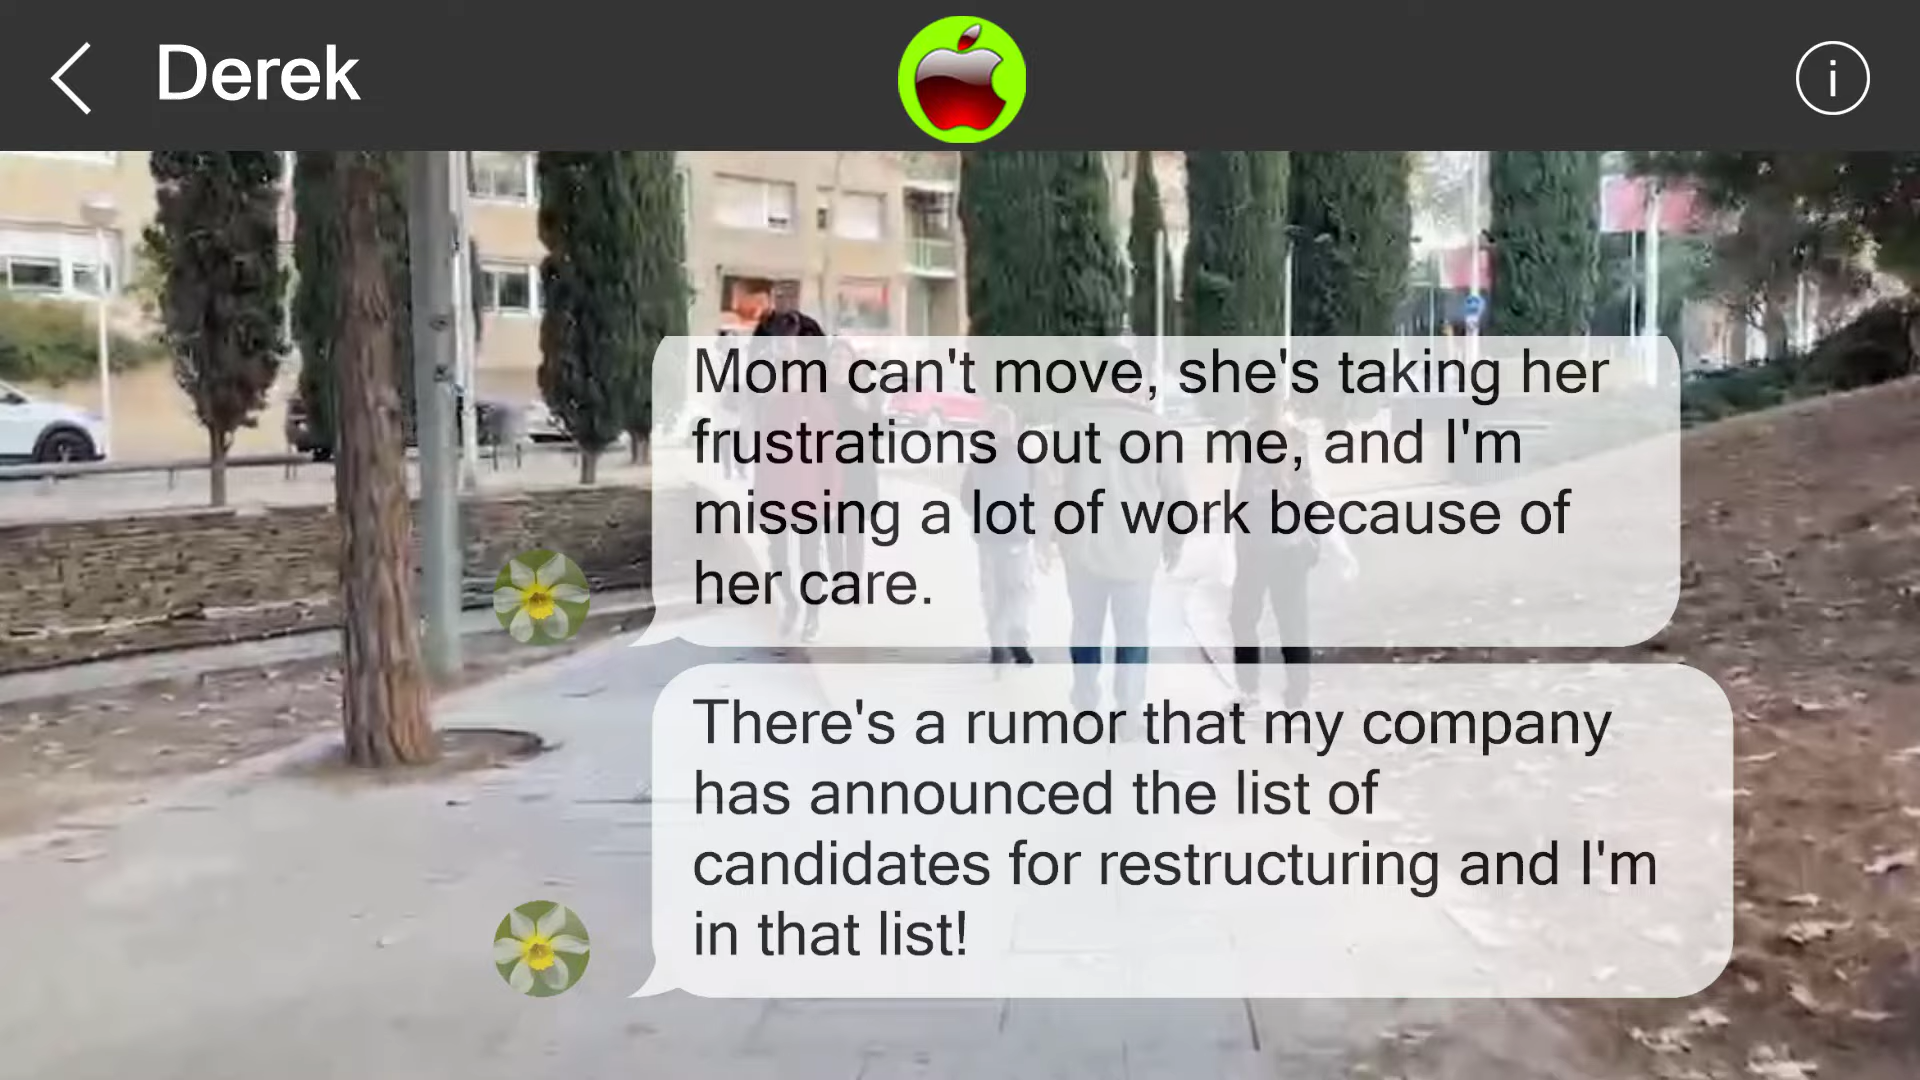 Derek
i
Mom can't move, she's taking her
frustrations out on me, and I'm
missing a lot of work because of
her care.
There's a rumor that my company
has announced the list of
candidates for restructuring and I'm
in that list!